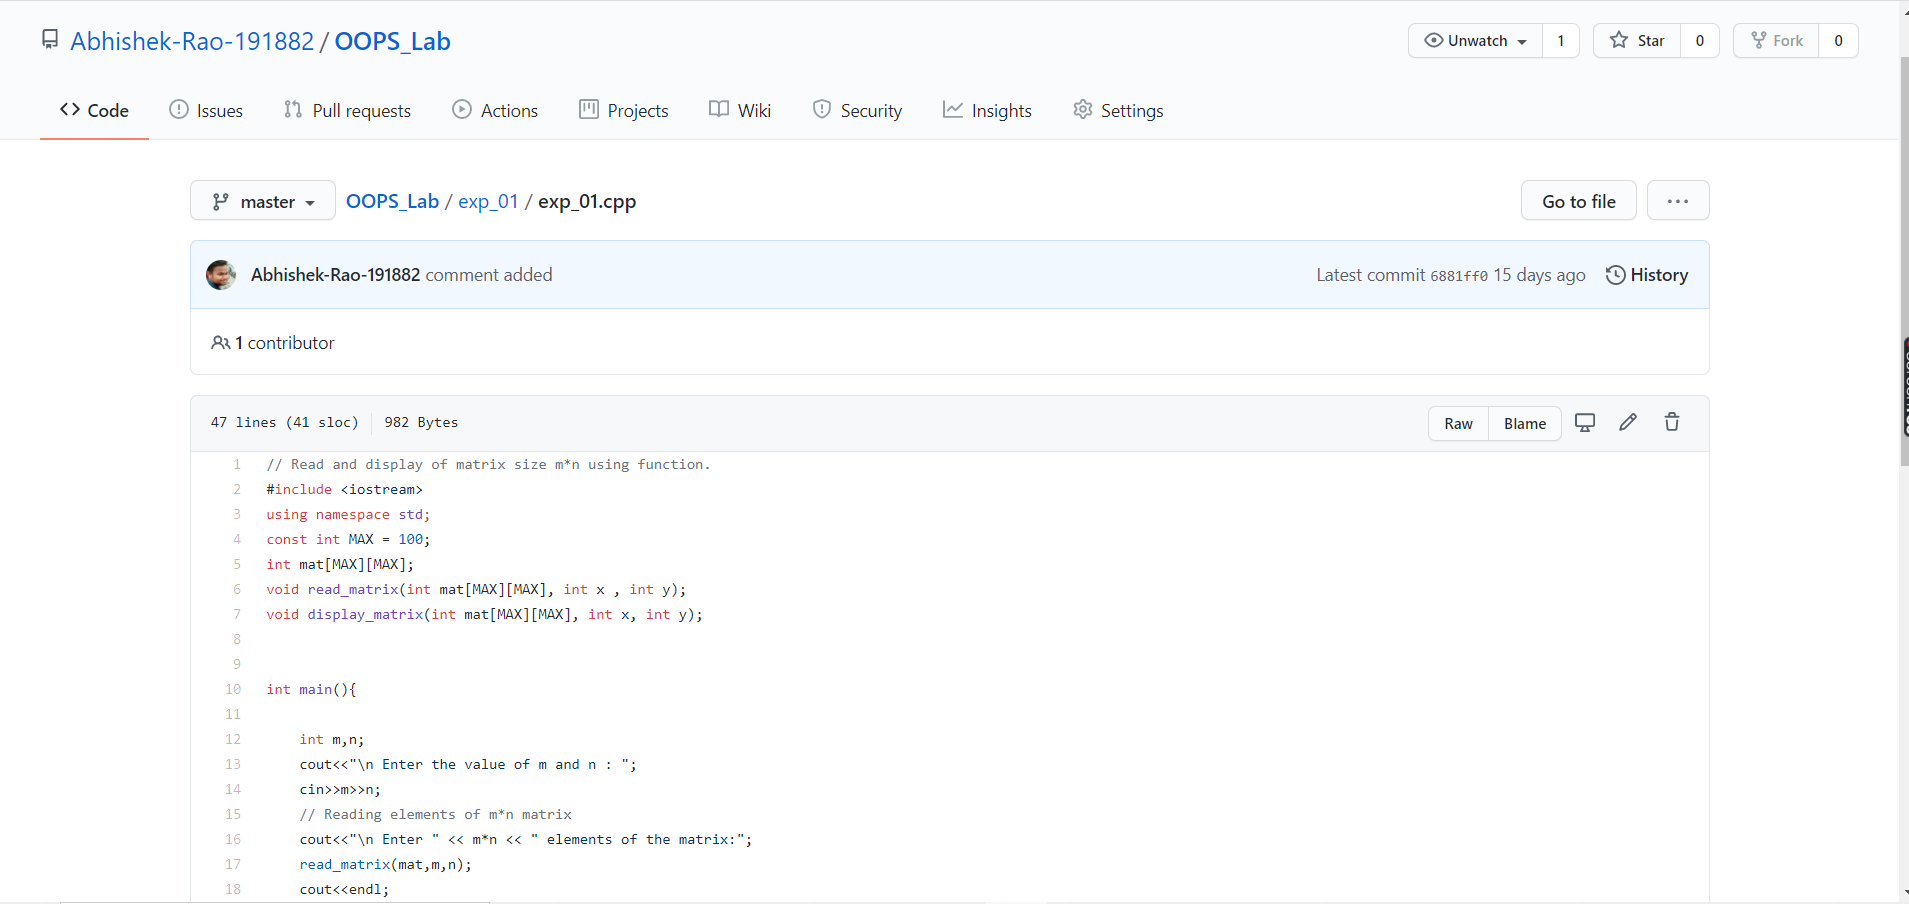 Abhishek-Rao-191882 / OOPS_Lab
Unwatch 1 Star 0 Fork 0
Code Issues Pull requests Actions Projects Wiki Security Insights Settings
master OOPS_Lab / exp_01 / exp_01.cpp Go to file ...
Abhishek-Rao-191882 comment added Latest commit 6881ff0 15 days ago History
1 contributor
47 lines (41 sloc) 982 Bytes Raw Blame
1 // Read and display of matrix size m*n using function.
2 #include <iostream>
3 using namespace std;
4 const int MAX = 100;
5 int mat[MAX][MAX];
6 void read_matrix(int mat[MAX][MAX], int x , int y);
7 void display_matrix(int mat[MAX][MAX], int x, int y);
8
9
10 int main(){
11
12 int m,n;
13 cout<<"\n Enter the value of m and n : ";
14 cin>>m>>n;
15 // Reading elements of m*n matrix
16 cout<<"\n Enter " << m*n << " elements of the matrix:";
17 read_matrix(mat,m,n);
18 cout<<endl;